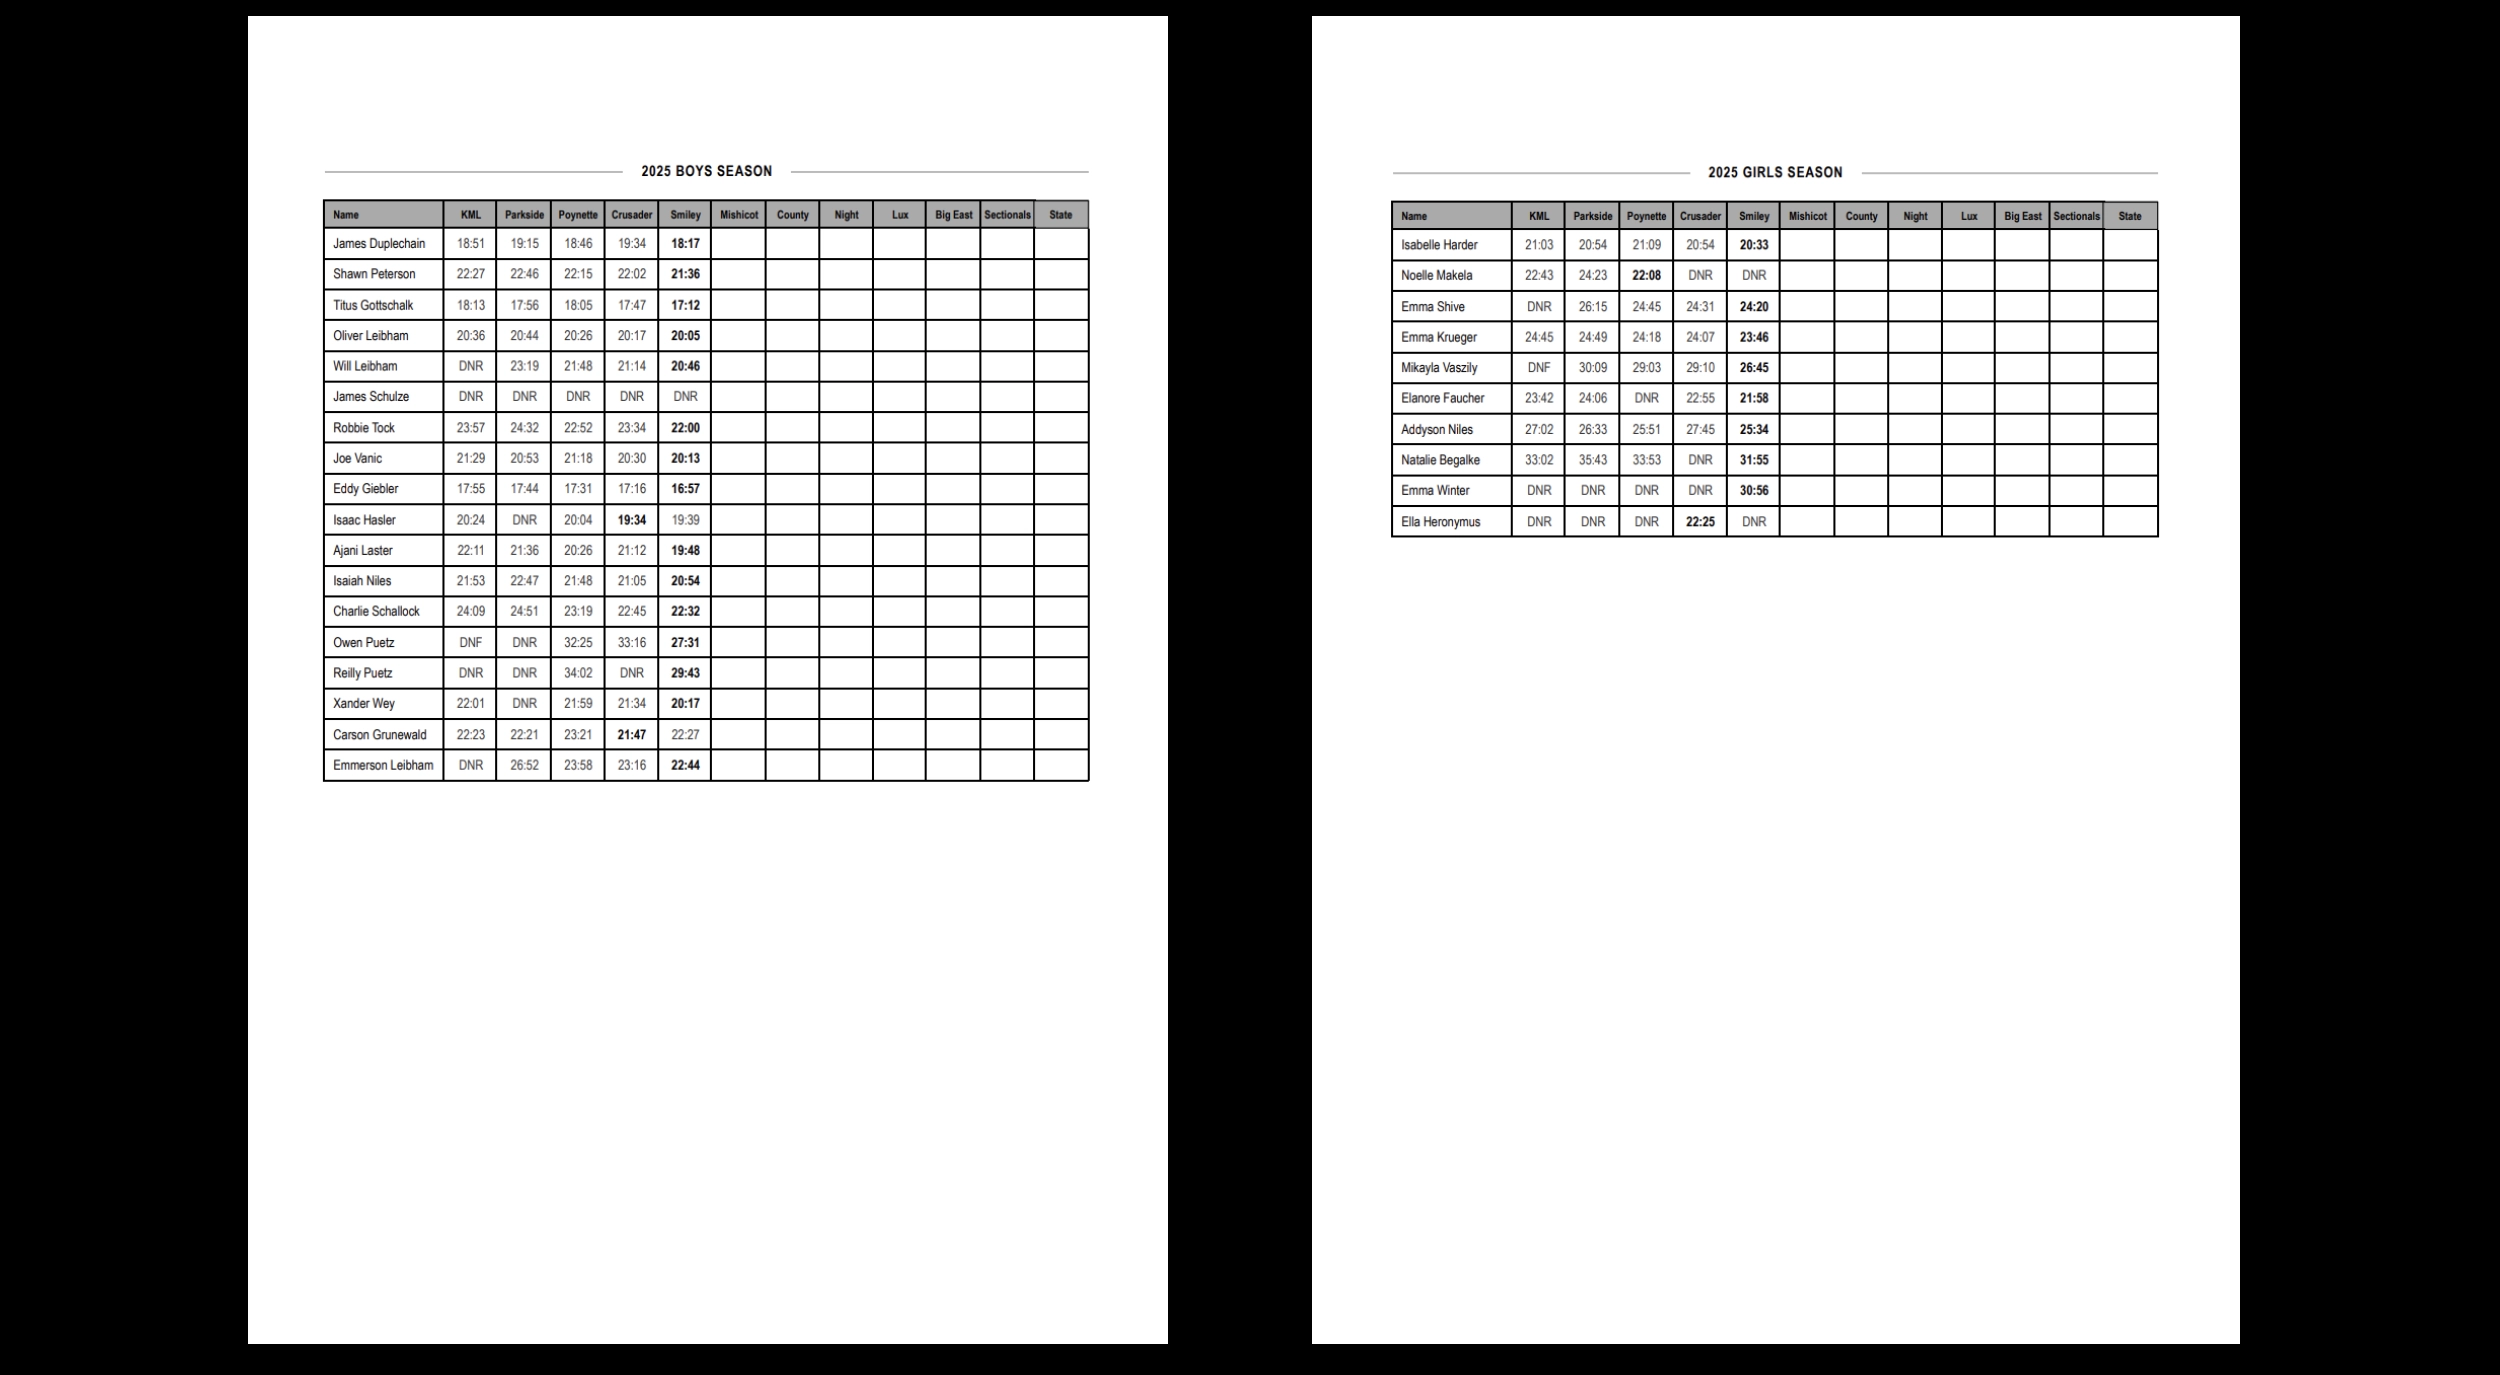 2025 BOYS SEASON
Name KML Parkside Poynette Crusader Smiley Mishicot County Night Lux Big East Sectionals State
James Duplechain 18:51 19:15 18:46 19:34 18:17
Shawn Peterson 22:27 22:46 22:15 22:02 21:36
Titus Gottschalk 18:13 17:56 18:05 17:47 17:12
Oliver Leibham 20:36 20:44 20:26 20:17 20:05
Will Leibham DNR 23:19 21:48 21:14 20:46
James Schulze DNR DNR DNR DNR DNR
Robbie Tock 23:57 24:32 22:52 23:34 22:00
Joe Vanic 21:29 20:53 21:18 20:30 20:13
Eddy Giebler 17:55 17:44 17:31 17:16 16:57
Isaac Hasler 20:24 DNR 20:04 19:34 19:39
Ajani Laster 22:11 21:36 20:26 21:12 19:48
Isaiah Niles 21:53 22:47 21:48 21:05 20:54
Charlie Schallock 24:09 24:51 23:19 22:45 22:32
Owen Puetz DNF DNR 32:25 33:16 27:31
Reilly Puetz DNR DNR 34:02 DNR 29:43
Xander Wey 22:01 DNR 21:59 21:34 20:17
Carson Grunewald 22:23 22:21 23:21 21:47 22:27
Emmerson Leibham DNR 26:52 23:58 23:16 22:44
2025 GIRLS SEASON
Name KML Parkside Poynette Crusader Smiley Mishicot County Night Lux Big East Sectionals State
Isabelle Harder 21:03 20:54 21:09 20:54 20:33
Noelle Makela 22:43 24:23 22:08 DNR DNR
Emma Shive DNR 26:15 24:45 24:31 24:20
Emma Krueger 24:45 24:49 24:18 24:07 23:46
Mikayla Vaszily DNF 30:09 29:03 29:10 26:45
Elanore Faucher 23:42 24:06 DNR 22:55 21:58
Addyson Niles 27:02 26:33 25:51 27:45 25:34
Natalie Begalke 33:02 35:43 33:53 DNR 31:55
Emma Winter DNR DNR DNR DNR 30:56
Ella Heronymus DNR DNR DNR 22:25 DNR